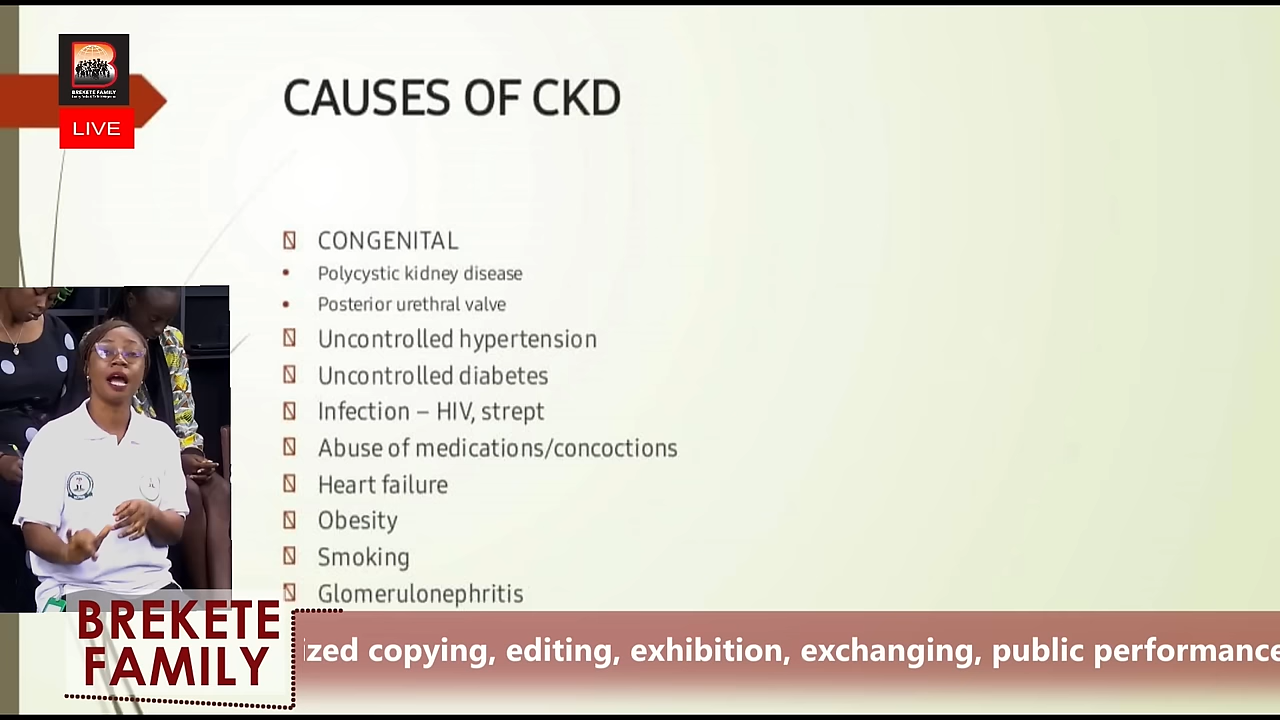 CAUSES OF CKD
BREKETE FAMILY
LIVE
CONGENITAL
• Polycystic kidney disease
• Posterior urethral valve
Uncontrolled hypertension
Uncontrolled diabetes
Infection – HIV, strept
Abuse of medications/concoctions
Heart failure
Obesity
Smoking
Glomerulonephritis
BREKETE
FAMILY
ized copying, editing, exhibition, exchanging, public performance